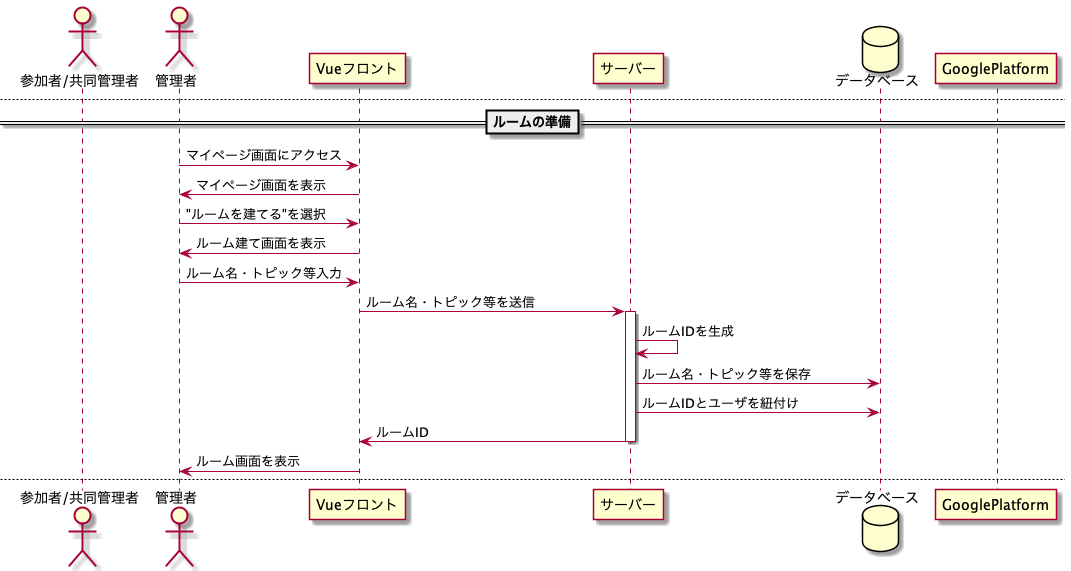 参加者/共同管理者
管理者
Vueフロント
サーバー
データベース
GooglePlatform
ルームの準備
マイページ画面にアクセス
マイページ画面を表示
"ルームを建てる"を選択
ルーム建て画面を表示
ルーム名・トピック等入力
ルーム名・トピック等を送信
ルームIDを生成
ルーム名・トピック等を保存
ルームIDとユーザを紐付け
ルームID
ルーム画面を表示
参加者/共同管理者
管理者
Vueフロント
サーバー
データベース
GooglePlatform